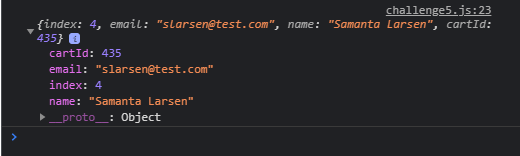 challenge5.js:23
{index: 4, email: "slarsen@test.com", name: "Samanta Larsen", cartId:
435} i
cartId: 435
email: "slarsen@test.com"
index: 4
name: "Samanta Larsen"
__proto__: Object